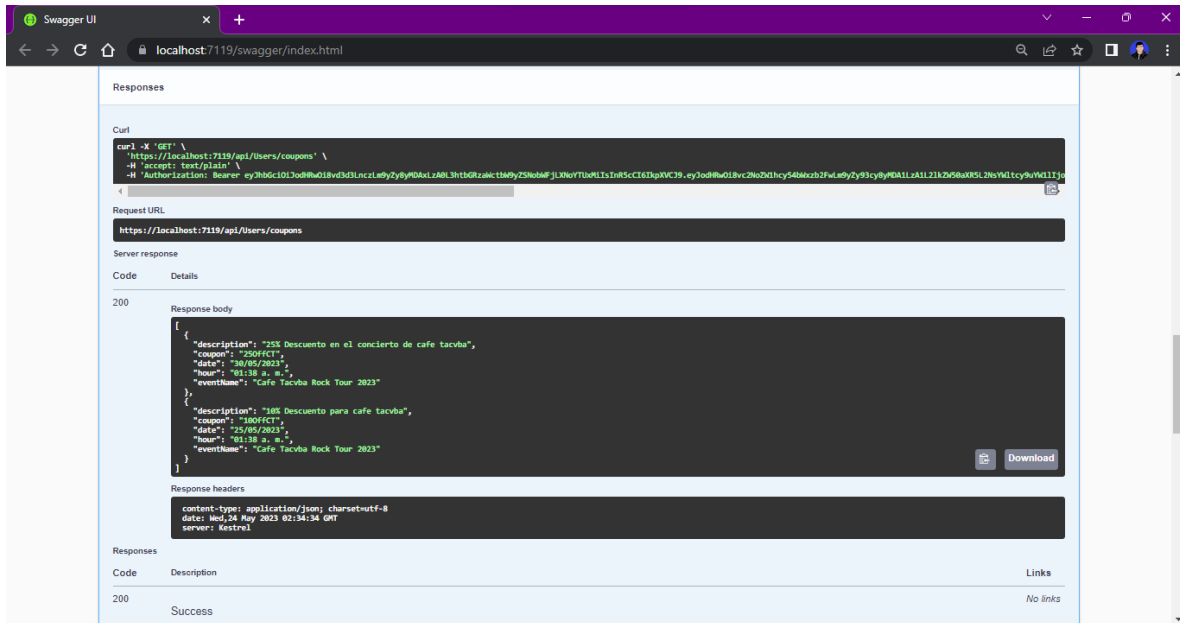 Swagger UI
localhost:7119/swagger/index.html
Responses
Curl
curl -X 'GET' \
'https://localhost:7119/api/Users/coupons' \
-H 'accept: text/plain' \
-H 'Authorization: Bearer
Request URL
https://localhost:7119/api/Users/coupons
Server response
Code Details
200
Response body
[
{
"description": "25% Descuento en el concierto de cafe tacvba",
"coupon": "25OffCT",
"date": "30/05/2023",
"hour": "01:38 a. m.",
"eventName": "Cafe Tacvba Rock Tour 2023"
},
{
"description": "10% Descuento para cafe tacvba",
"coupon": "10OffCT",
"date": "25/05/2023",
"hour": "01:38 a. m.",
"eventName": "Cafe Tacvba Rock Tour 2023"
}
]
Download
Response headers
content-type: application/json; charset=utf-8
date: Wed,24 May 2023 02:34:34 GMT
server: Kestrel
Responses
Code Description Links
200 No links
Success